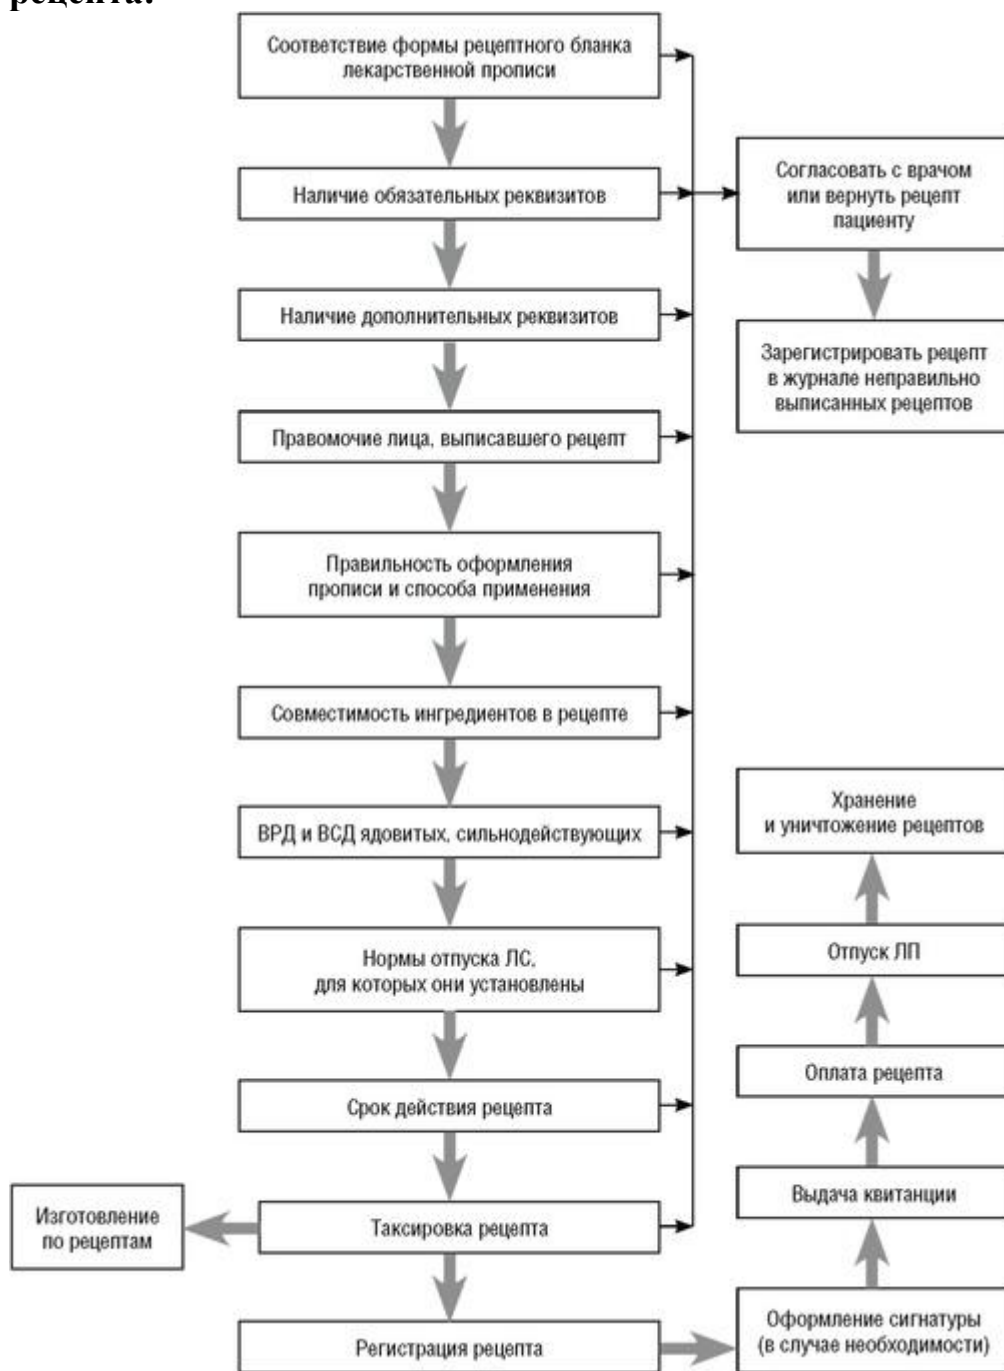 рецепта:
Соответствие формы рецептного бланка
лекарственной прописи
Наличие обязательных реквизитов
Согласовать с врачом
или вернуть рецепт
пациенту
Наличие дополнительных реквизитов
Зарегистрировать рецепт
в журнале неправильно
выписанных рецептов
Правомочие лица, выписавшего рецепт
Правильность оформления
прописи и способа применения
Совместимость ингредиентов в рецепте
ВРД и ВСД ядовитых, сильнодействующих
Нормы отпуска ЛС,
для которых они установлены
Срок действия рецепта
Таксировка рецепта
Изготовление
по рецептам
Регистрация рецепта
Оформление сигнатуры
(в случае необходимости)
Выдача квитанции
Оплата рецепта
Отпуск ЛП
Хранение
и уничтожение рецептов